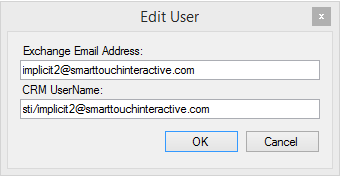 Edit User
x
Exchange Email Address:
implicit2@smarttouchinteractive.com
CRM UserName:
sti/implicit2@smarttouchinteractive.com
OK Cancel